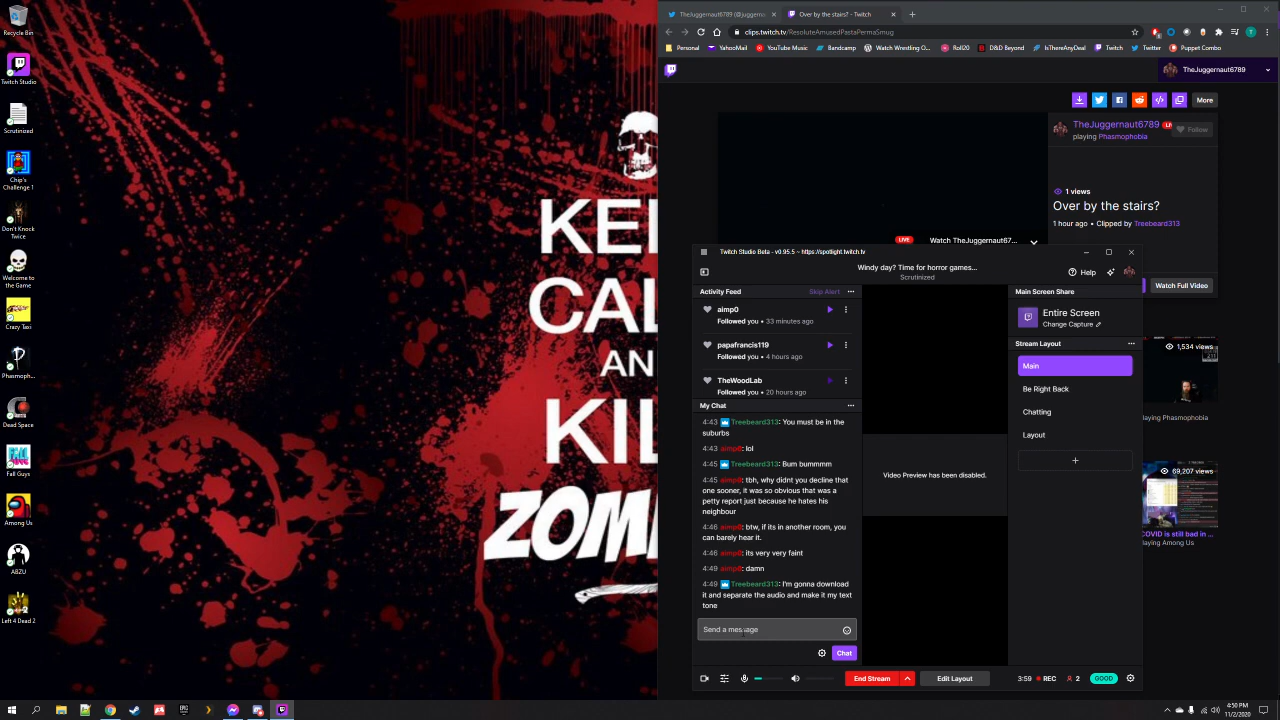 Recycle Bin
Twitch Studio
Scrutinized
Chip's
Challenge 1
Don't Knock
Twice
Welcome to
the Game
Crazy Taxi
Phasmoph...
Dead Space
Fall Guys
Among Us
ABZU
Left 4 Dead 2
KEE
CAL
AN
KIL
ZOM
TheJuggernaut6789 (@juggerna
Over by the stairs? - Twitch
clips.twitch.tv/ResoluteAmusedPastaPermaSmug
Personal
YahooMail
YouTube Music
Bandcamp
Watch Wrestling O...
Roll20
D&D Beyond
IsThereAnyDeal
Twitch
Twitter
Puppet Combo
TheJuggernaut6789
More
TheJuggernaut6789
Follow
playing Phasmophobia
1 views
Over by the stairs?
1 hour ago • Clipped by Treebeard313
LIVE
Watch TheJuggernaut67...
Watch Full Video
1,534 views
laying Phasmophobia
69,207 views
COVID is still bad in ...
laying Among Us
Twitch Studio Beta - v0.95.5 ~ https://spotlight.twitch.tv
Windy day? Time for horror games...
Scrutinized
Help
Activity Feed
Skip Alert
aimp0
Followed you • 33 minutes ago
papafrancis119
Followed you • 4 hours ago
TheWoodLab
Followed you • 20 hours ago
My Chat
4:43 Treebeard313: You must be in the
suburbs
4:43 aimp0: lol
4:45 Treebeard313: Bum bummmm
4:45 aimp0: tbh, why didnt you decline that
one sooner, it was so obvious that was a
petty report just because he hates his
neighbour
4:46 aimp0: btw, if its in another room, you
can barely hear it.
4:46 aimp0: its very very faint
4:49 aimp0: damn
4:49 Treebeard313: I'm gonna download
it and separate the audio and make it my text
tone
Send a message
Chat
Video Preview has been disabled.
Main Screen Share
Entire Screen
Change Capture
Stream Layout
Main
Be Right Back
Chatting
Layout
End Stream
Edit Layout
3:59
REC
2
GOOD
4:50 PM
11/2/2020